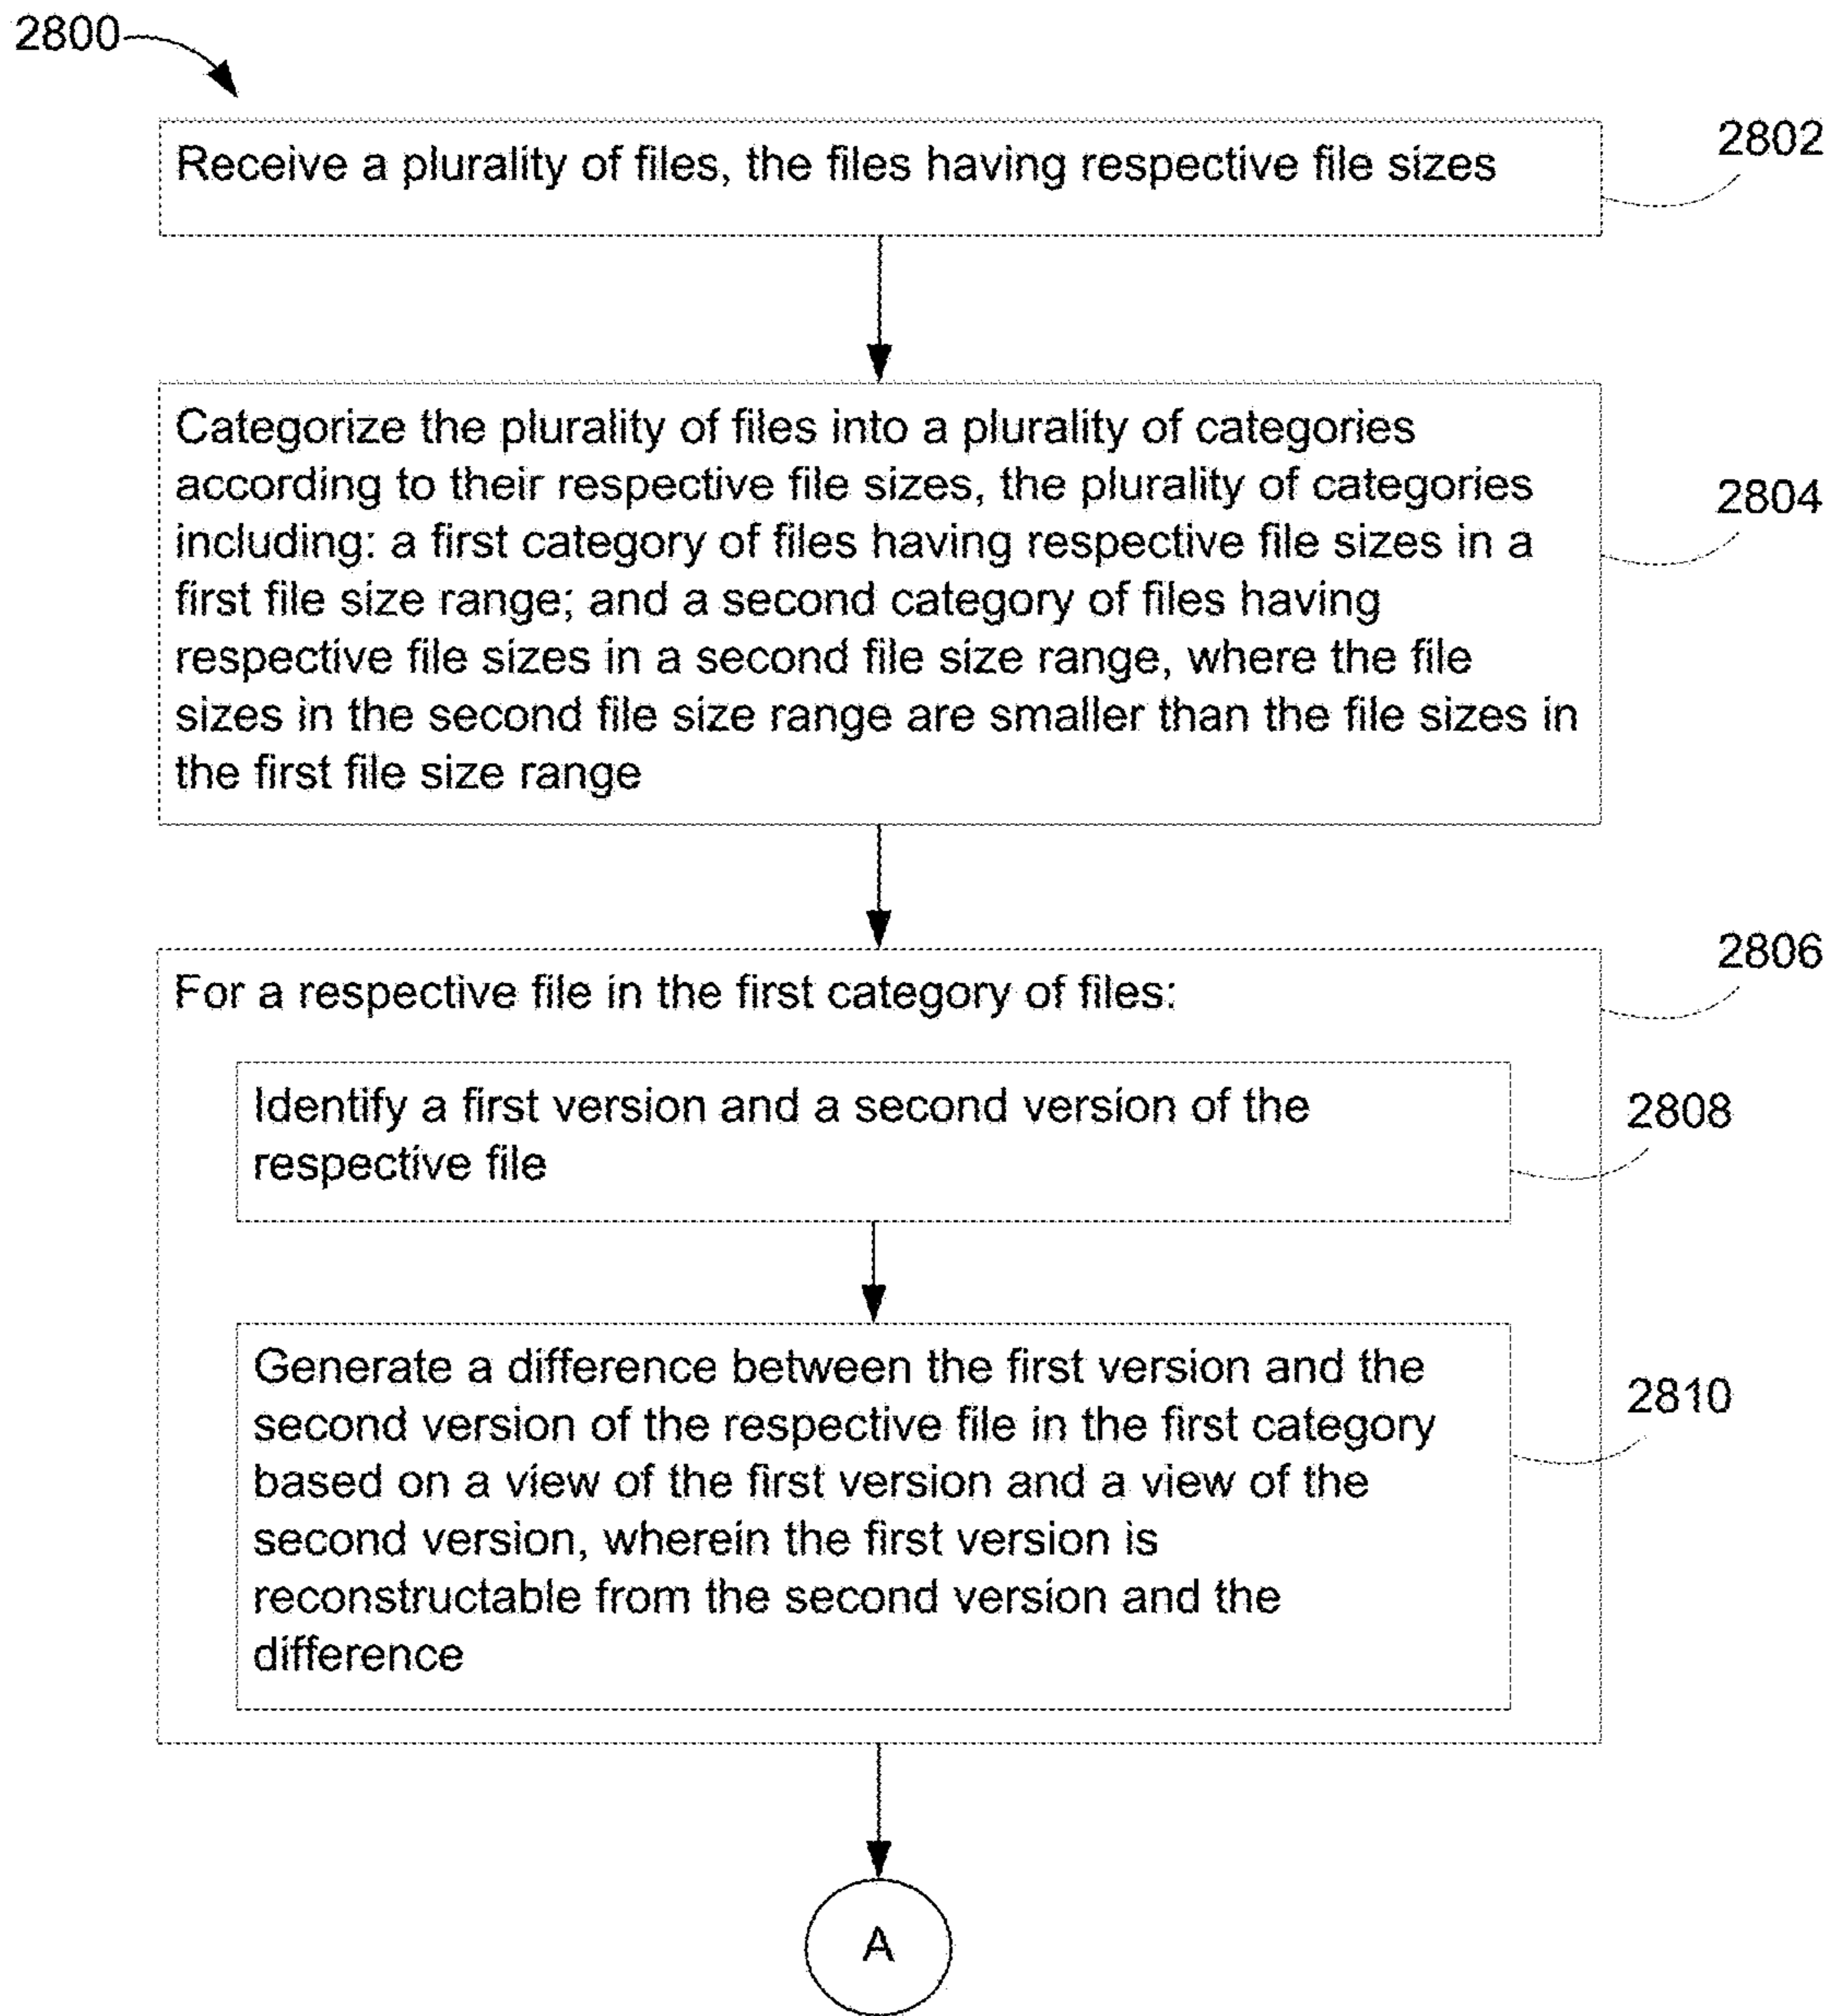 2800
Receive a plurality of files, the files having respective file sizes
2802
Categorize the plurality of files into a plurality of categories
according to their respective file sizes, the plurality of categories
including: a first category of files having respective file sizes in a
first file size range; and a second category of files having
respective file sizes in a second file size range, where the file
sizes in the second file size range are smaller than the file sizes in
the first file size range
2804
2806
For a respective file in the first category of files:
Identify a first version and a second version of the
respective file
2808
Generate a difference between the first version and the
second version of the respective file in the first category
based on a view of the first version and a view of the
second version, wherein the first version is
reconstructable from the second version and the
difference
2810
A